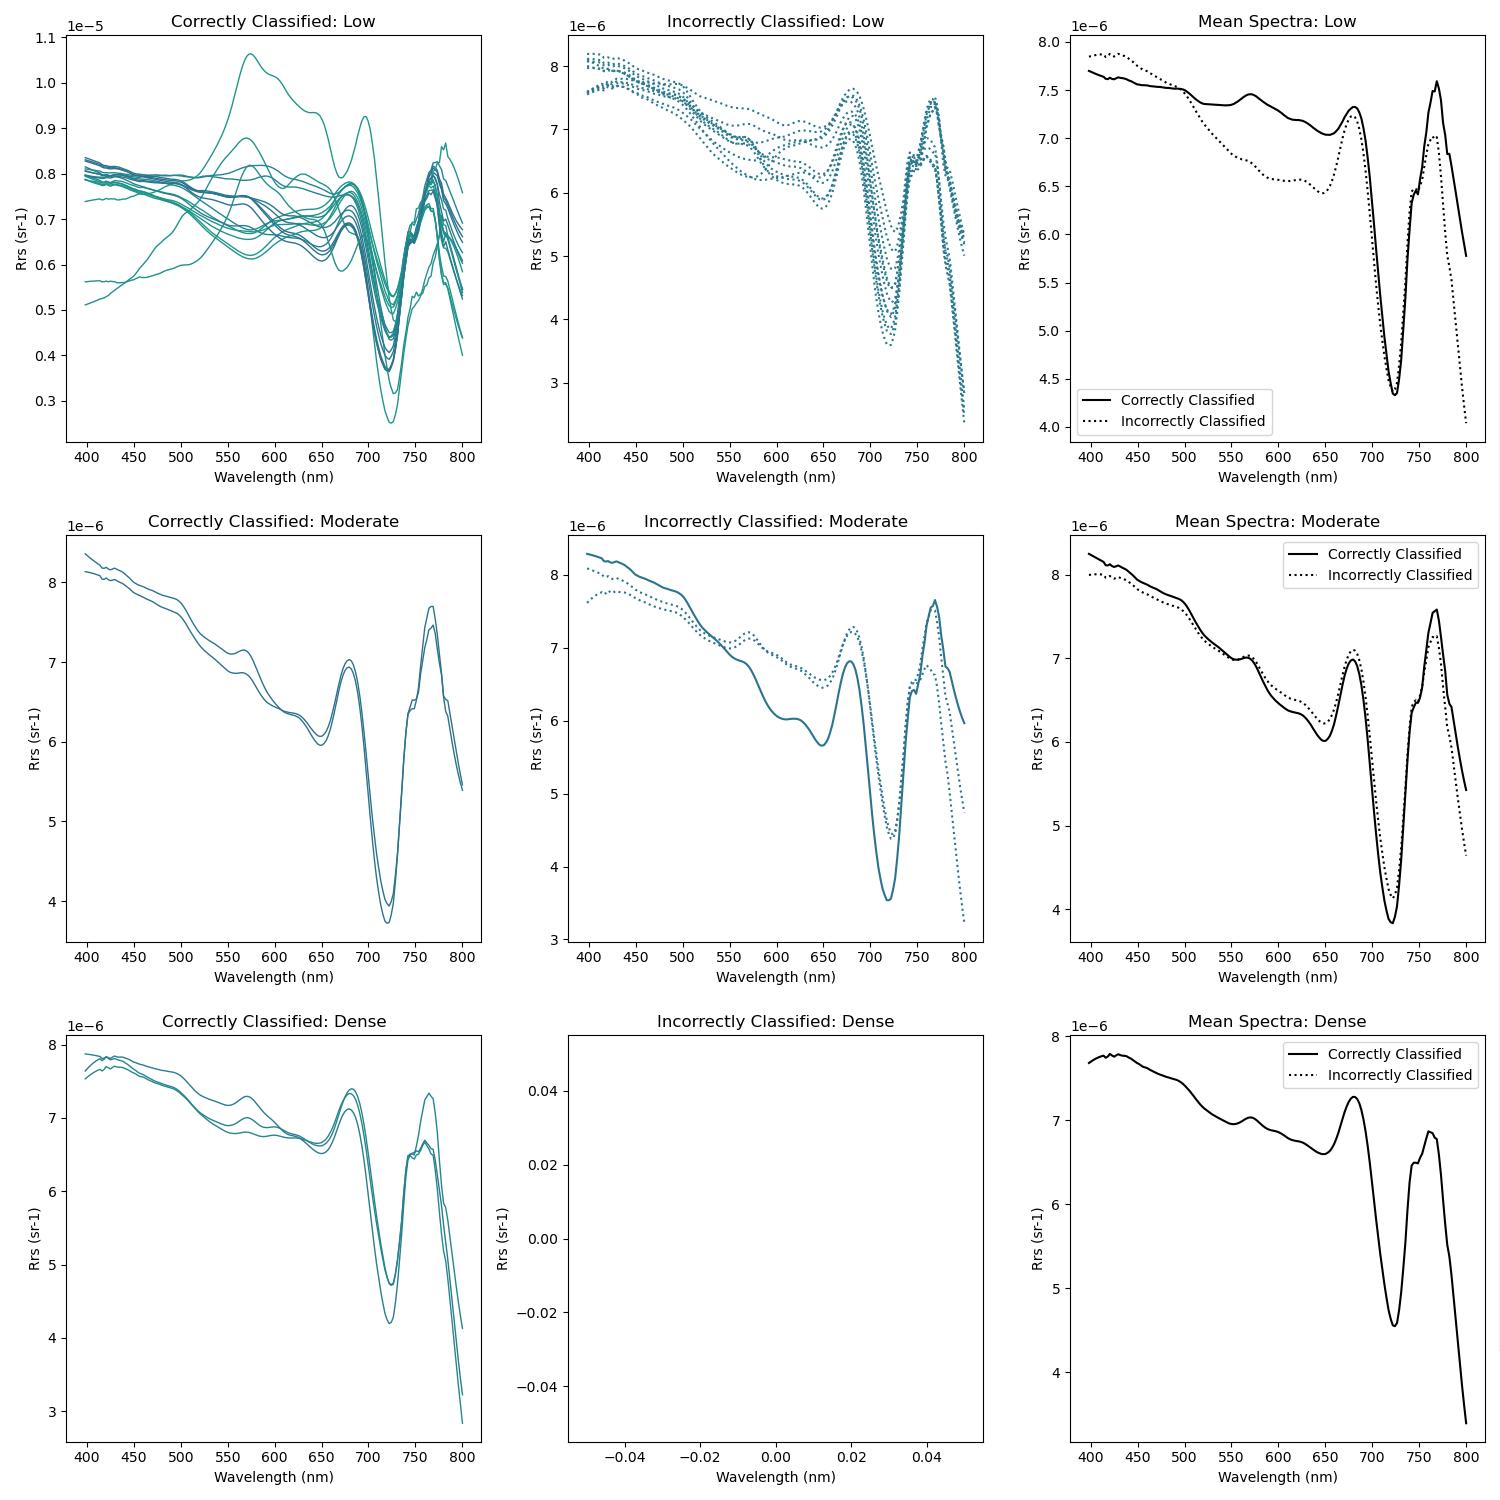 Correctly Classified: Low
1e−5
1.1
1.0
0.9
0.8
0.7
0.6
0.5
0.4
0.3
Rrs (sr-1)
400 450 500 550 600 650 700 750 800
Wavelength (nm)
Incorrectly Classified: Low
1e−6
8
7
6
5
4
3
Rrs (sr-1)
400 450 500 550 600 650 700 750 800
Wavelength (nm)
Mean Spectra: Low
1e−6
8.0
7.5
7.0
6.5
6.0
5.5
5.0
4.5
4.0
Rrs (sr-1)
Correctly Classified
Incorrectly Classified
400 450 500 550 600 650 700 750 800
Wavelength (nm)
Correctly Classified: Moderate
1e−6
8
7
6
5
4
Rrs (sr-1)
400 450 500 550 600 650 700 750 800
Wavelength (nm)
Incorrectly Classified: Moderate
1e−6
8
7
6
5
4
3
Rrs (sr-1)
400 450 500 550 600 650 700 750 800
Wavelength (nm)
Mean Spectra: Moderate
1e−6
Correctly Classified
Incorrectly Classified
8
7
6
5
4
Rrs (sr-1)
400 450 500 550 600 650 700 750 800
Wavelength (nm)
Correctly Classified: Dense
1e−6
8
7
6
5
4
3
Rrs (sr-1)
400 450 500 550 600 650 700 750 800
Wavelength (nm)
Incorrectly Classified: Dense
0.04
0.02
0.00
−0.02
−0.04
Rrs (sr-1)
−0.04 −0.02 0.00 0.02 0.04
Wavelength (nm)
Mean Spectra: Dense
1e−6
Correctly Classified
Incorrectly Classified
8
7
6
5
4
Rrs (sr-1)
400 450 500 550 600 650 700 750 800
Wavelength (nm)